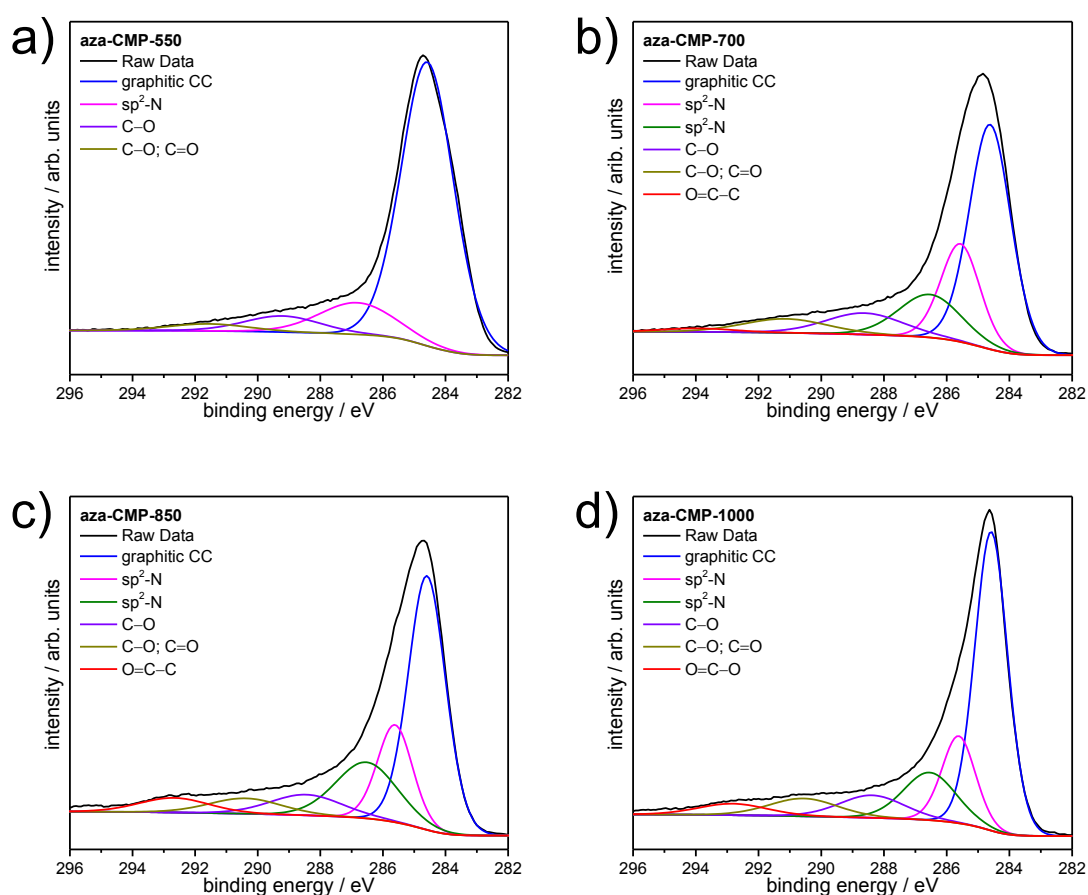 a)
aza-CMP-550
Raw Data
graphitic CC
sp²-N
C–O
C–O; C=O
intensity / arb. units
296 294 292 290 288 286 284 282
binding energy / eV
b)
aza-CMP-700
Raw Data
graphitic CC
sp²-N
sp²-N
C–O
C–O; C=O
O=C–C
intensity / arib. units
296 294 292 290 288 286 284 282
binding energy / eV
c)
aza-CMP-850
Raw Data
graphitic CC
sp²-N
sp²-N
C–O
C–O; C=O
O=C–C
intensity / arb. units
296 294 292 290 288 286 284 282
binding energy / eV
d)
aza-CMP-1000
Raw Data
graphitic CC
sp²-N
sp²-N
C–O
C–O; C=O
O=C–O
intensity / arb. units
296 294 292 290 288 286 284 282
binding energy / eV